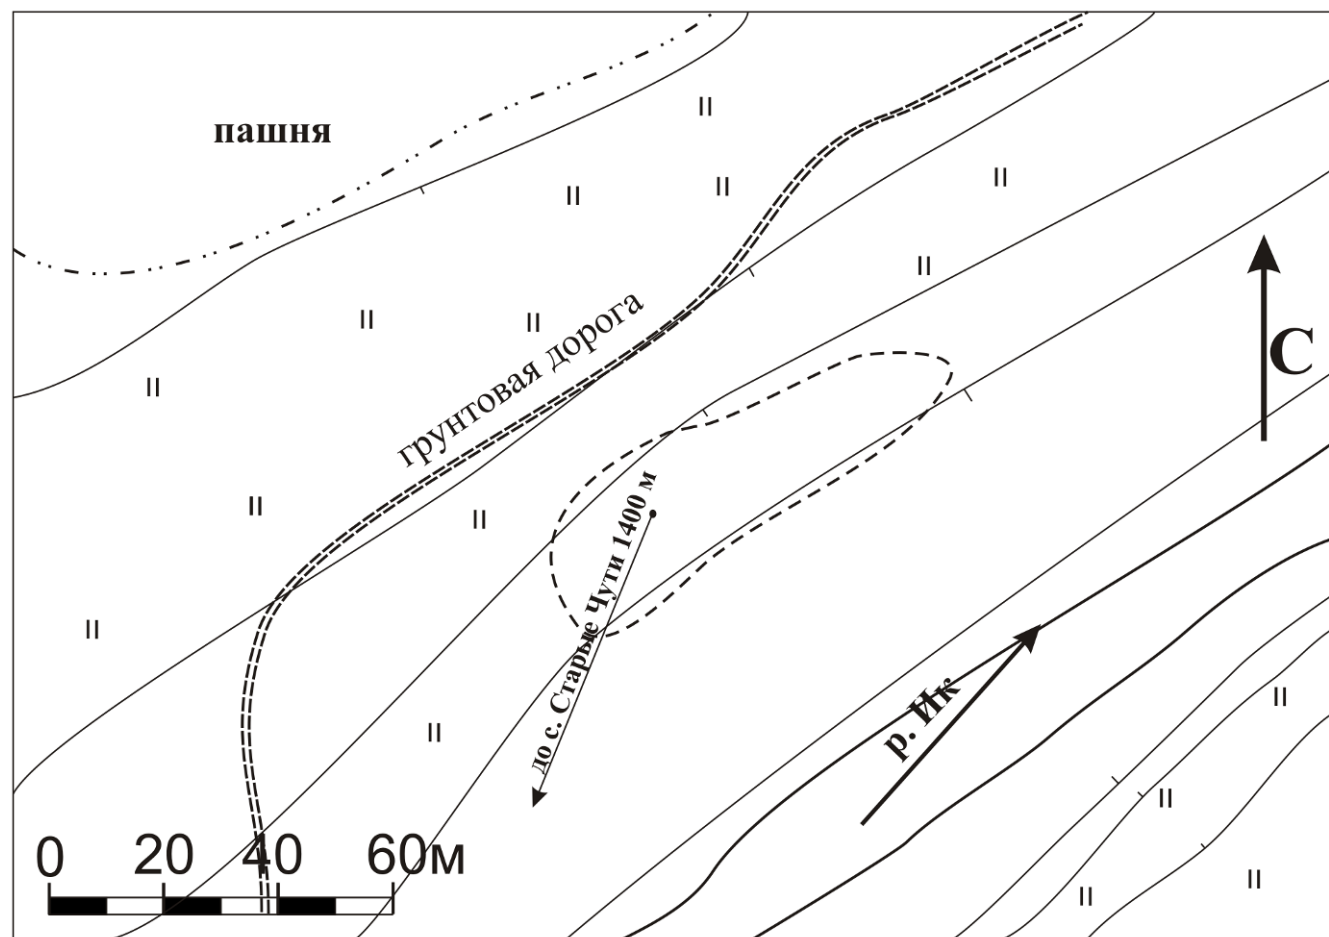 пашня
грунтовая дорога
С
до с. Старые Чути 1400 м
р. Ик
0 20 40 60м